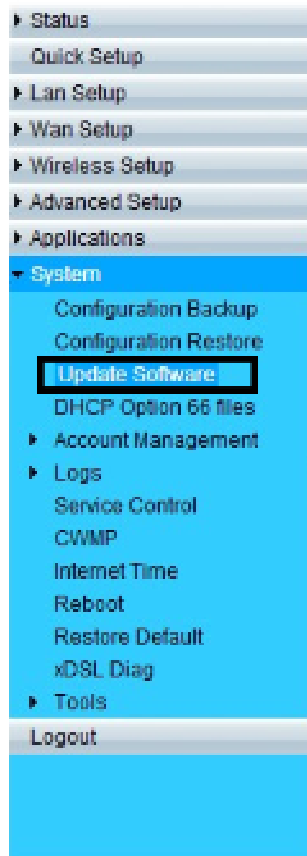 Status
Quick Setup
Lan Setup
Wan Setup
Wireless Setup
Advanced Setup
Applications
System
Configuration Backup
Configuration Restore
Update Software
DHCP Option 66 files
Account Management
Logs
Service Control
CWMP
Internet Time
Reboot
Restore Default
xDSL Diag
Tools
Logout